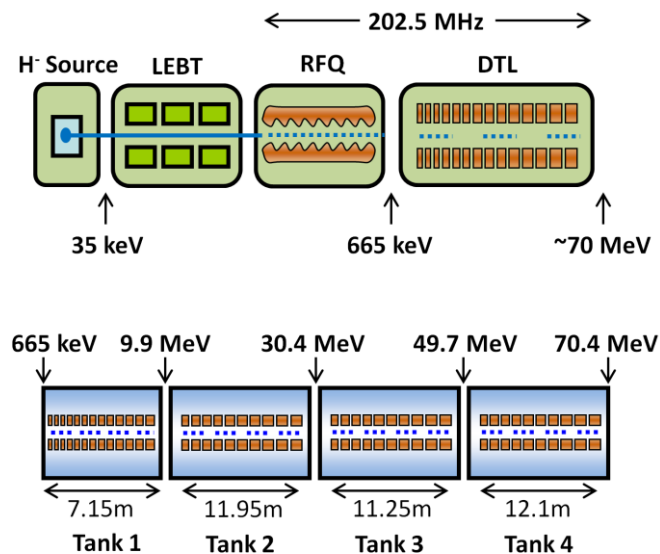 202.5 MHz
H- Source LEBT RFQ DTL
35 keV 665 keV ~70 MeV
665 keV 9.9 MeV 30.4 MeV 49.7 MeV 70.4 MeV
7.15m 11.95m 11.25m 12.1m
Tank 1 Tank 2 Tank 3 Tank 4